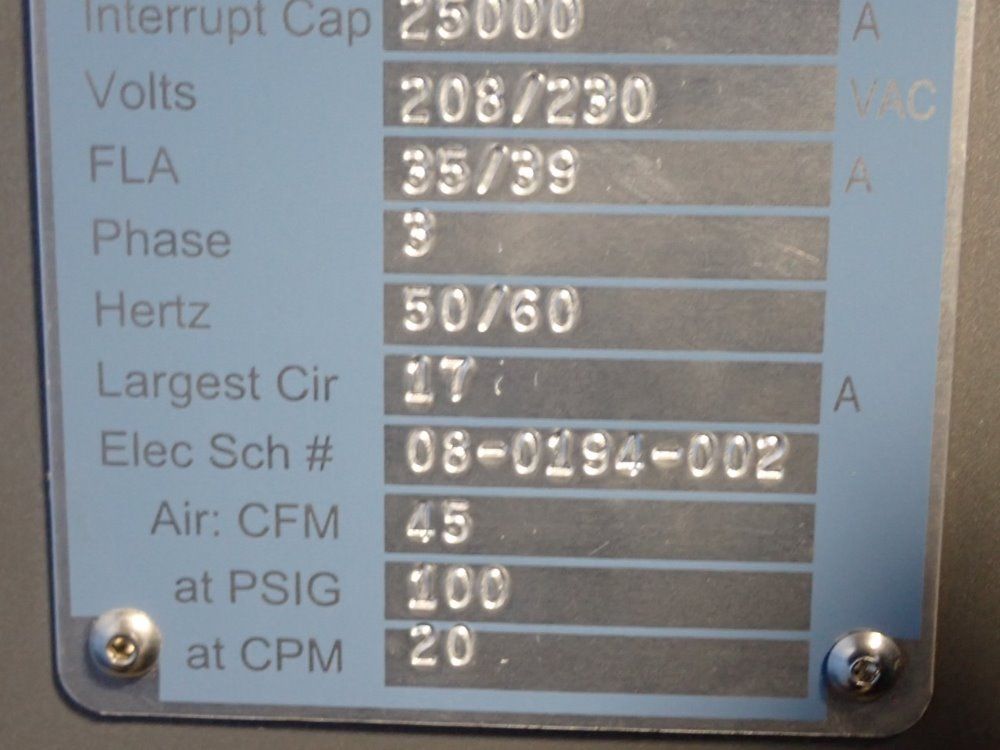 Interrupt Cap 25000 A
Volts 208/230 VAC
FLA 35/39 A
Phase 3
Hertz 50/60
Largest Cir 17 A
Elec Sch # 08-0194-002
Air: CFM 45
at PSIG 100
at CPM 20